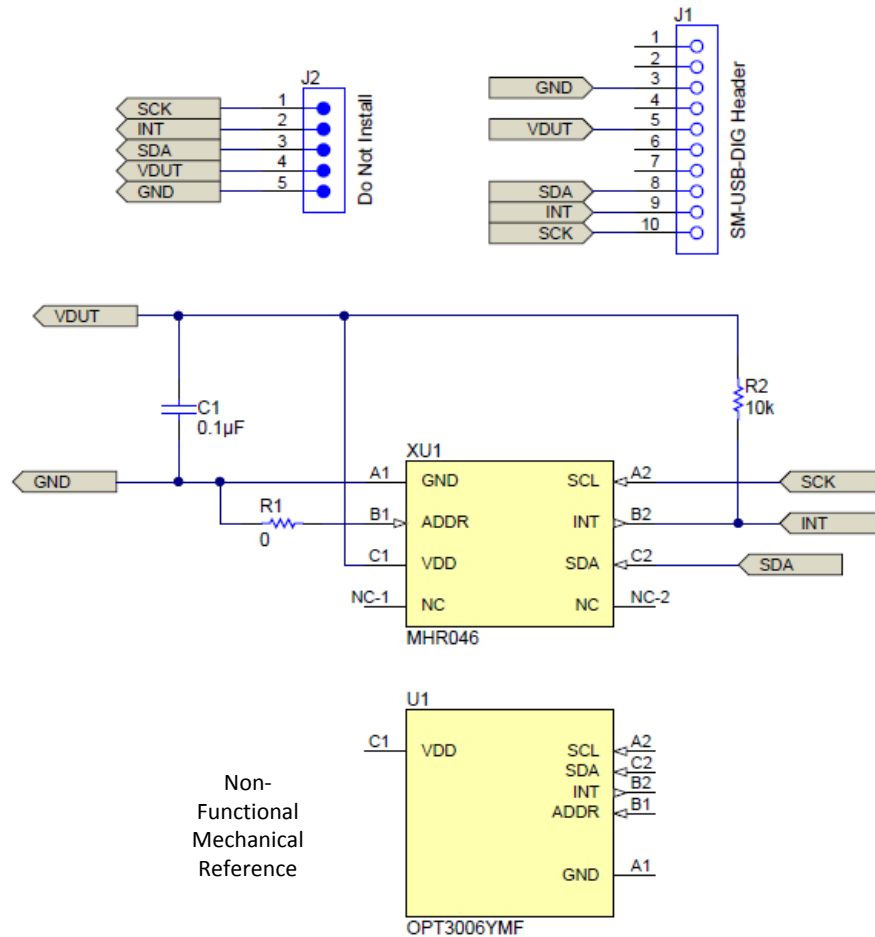 J2
SCK 1
INT 2
SDA 3
VDUT 4
GND 5
Do Not Install
J1
1
2
GND 3
4
VDUT 5
6
7
SDA 8
INT 9
SCK 10
SM-USB-DIG Header
VDUT
C1
0.1µF
R2
10k
GND
R1
0
XU1
A1 GND SCL A2 SCK
B1 ADDR INT B2 INT
C1 VDD SDA C2 SDA
NC-1 NC NC NC-2
MHR046
U1
C1 VDD SCL A2
SDA C2
INT B2
ADDR B1
GND A1
OPT3006YMF
Non-
Functional
Mechanical
Reference